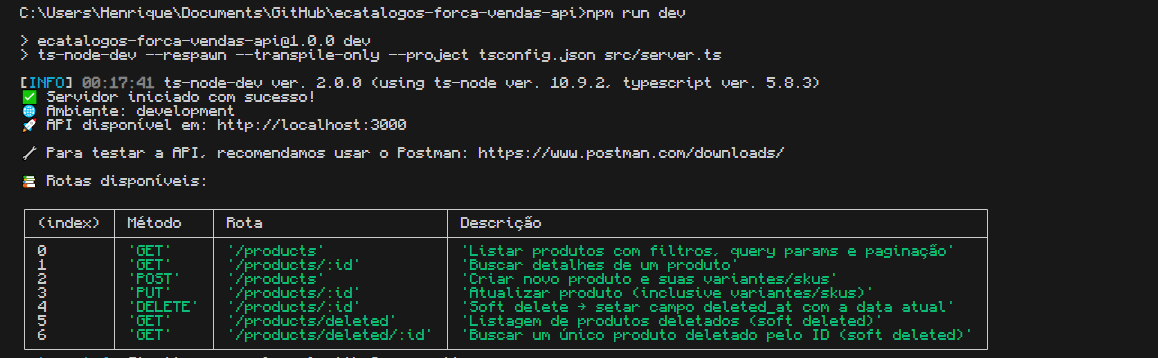 C:\Users\Henrique\Documents\GitHub\ecatalogos-forca-vendas-api>npm run dev
> ecatalogos-forca-vendas-api@1.0.0 dev
> ts-node-dev --respawn --transpile-only --project tsconfig.json src/server.ts
[INFO] 00:17:41 ts-node-dev ver. 2.0.0 (using ts-node ver. 10.9.2, typescript ver. 5.8.3)
✅ Servidor iniciado com sucesso!
🌐 Ambiente: development
🚀 API disponível em: http://localhost:3000
🔧 Para testar a API, recomendamos usar o Postman: https://www.postman.com/downloads/
📚 Rotas disponíveis:
(index) Método Rota Descrição
0 'GET' '/products' 'Listar produtos com filtros, query params e paginação'
1 'GET' '/products/:id' 'Buscar detalhes de um produto'
2 'POST' '/products' 'Criar novo produto e suas variantes/skus'
3 'PUT' '/products/:id' 'Atualizar produto (inclusive variantes/skus)'
4 'DELETE' '/products/:id' 'Soft delete → setar campo deleted_at com a data atual'
5 'GET' '/products/deleted' 'Listagem de produtos deletados (soft deleted)'
6 'GET' '/products/deleted/:id' 'Buscar um único produto deletado pelo ID (soft deleted)'